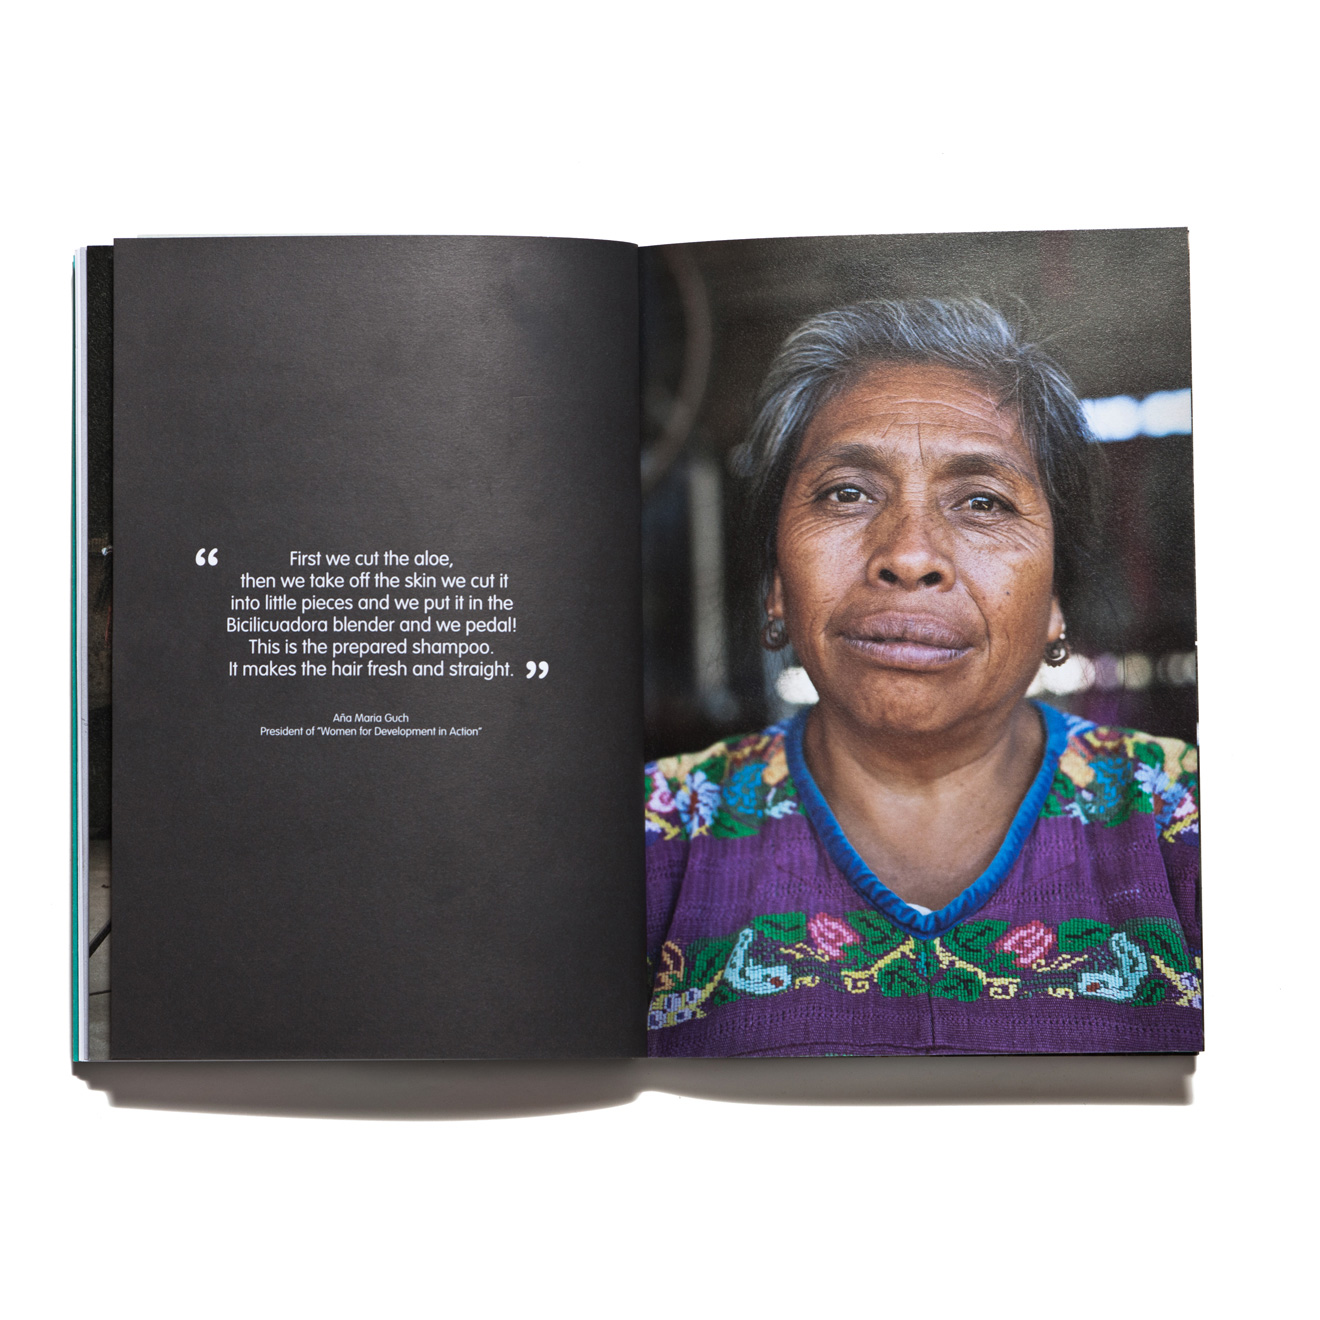 “ First we cut the aloe,
then we take off the skin we cut it
into little pieces and we put it in the
Bicilicuadora blender and we pedal!
This is the prepared shampoo.
It makes the hair fresh and straight. ”
Aña Maria Guch
President of “Women for Development in Action”